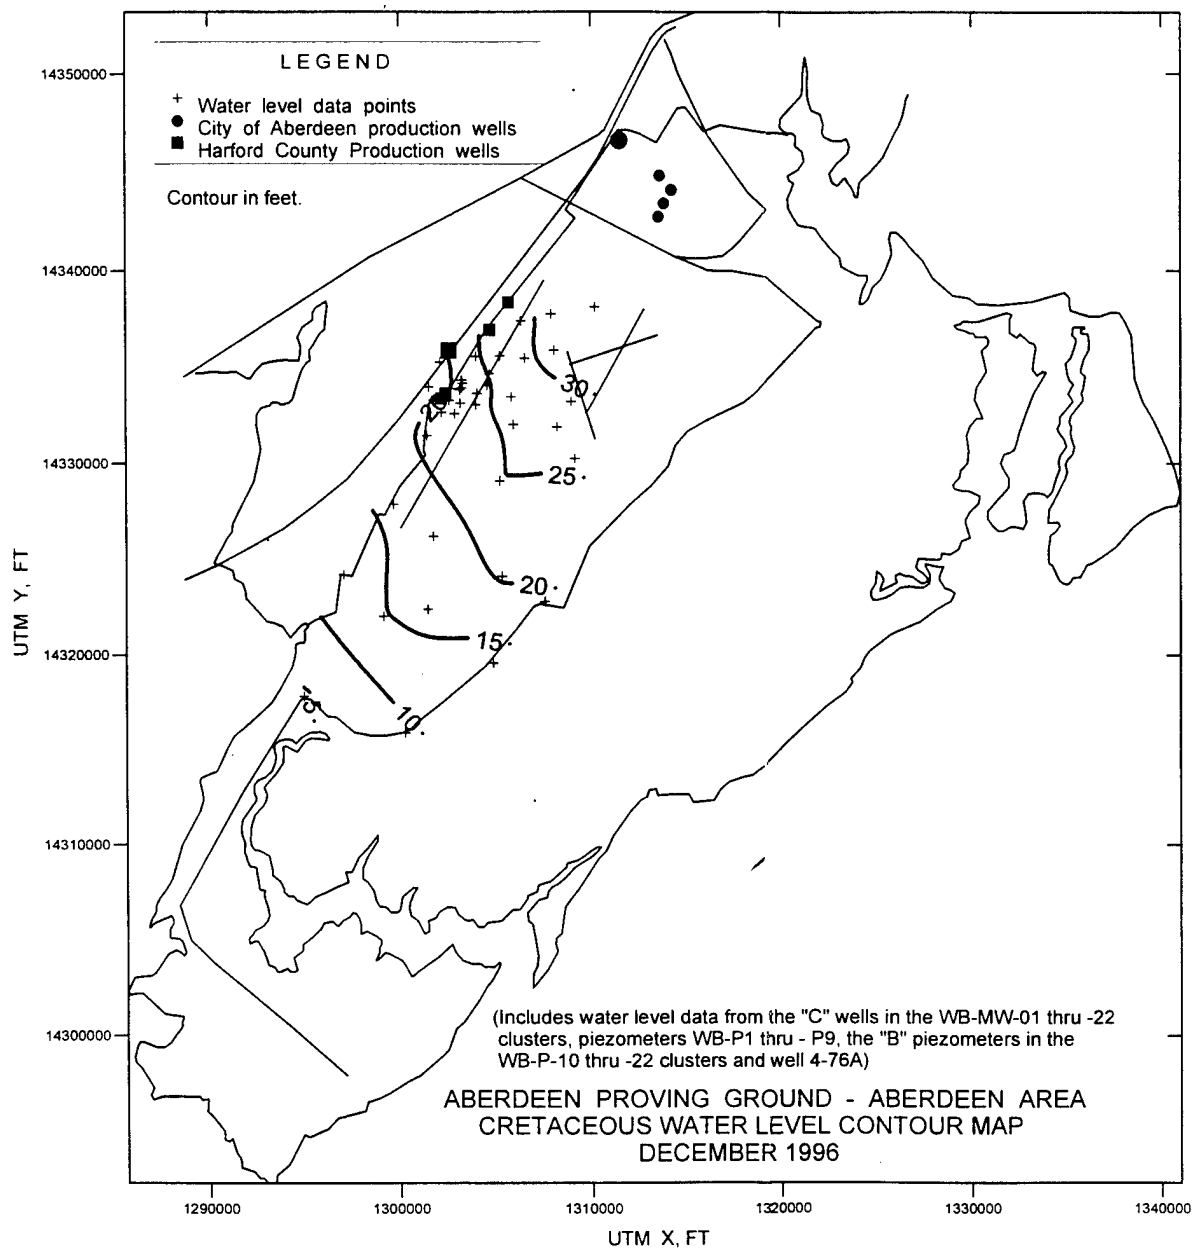 LEGEND
Water level data points
City of Aberdeen production wells
Harford County Production wells
Contour in feet.
14350000
14340000
14330000
14320000
14310000
14300000
UTM Y, FT
30.
25.
20.
15.
10.
5.
(Includes water level data from the "C" wells in the WB-MW-01 thru -22
clusters, piezometers WB-P1 thru - P9, the "B" piezometers in the
WB-P-10 thru -22 clusters and well 4-76A)
ABERDEEN PROVING GROUND - ABERDEEN AREA
CRETACEOUS WATER LEVEL CONTOUR MAP
DECEMBER 1996
1290000
1300000
1310000
1320000
1330000
1340000
UTM X, FT